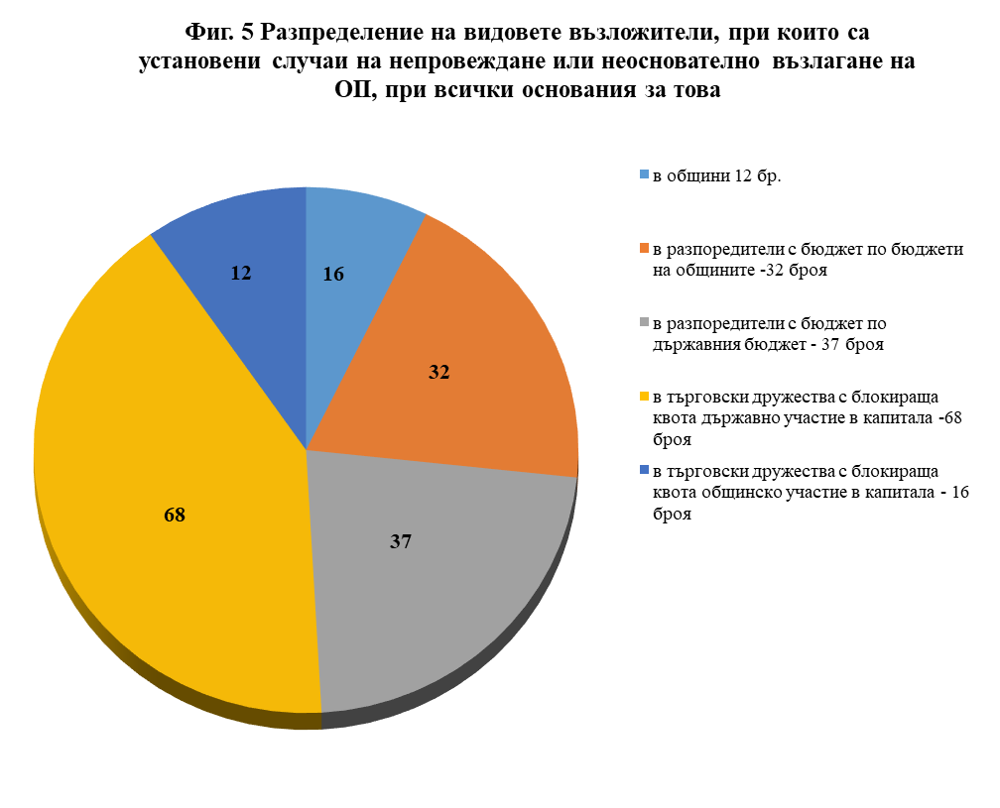 Фиг. 5 Разпределение на видовете възложители, при които са
установени случаи на непровеждане или неоснователно възлагане на
ОП, при всички основания за това
12
16
32
37
68
в общини 12 бр.
в разпоредители с бюджет по бюджети
на общините -32 броя
в разпоредители с бюджет по
държавния бюджет - 37 броя
в търговски дружества с блокираща
квота държавно участие в капитала -68
броя
в търговски дружества с блокираща
квота общинско участие в капитала - 16
броя